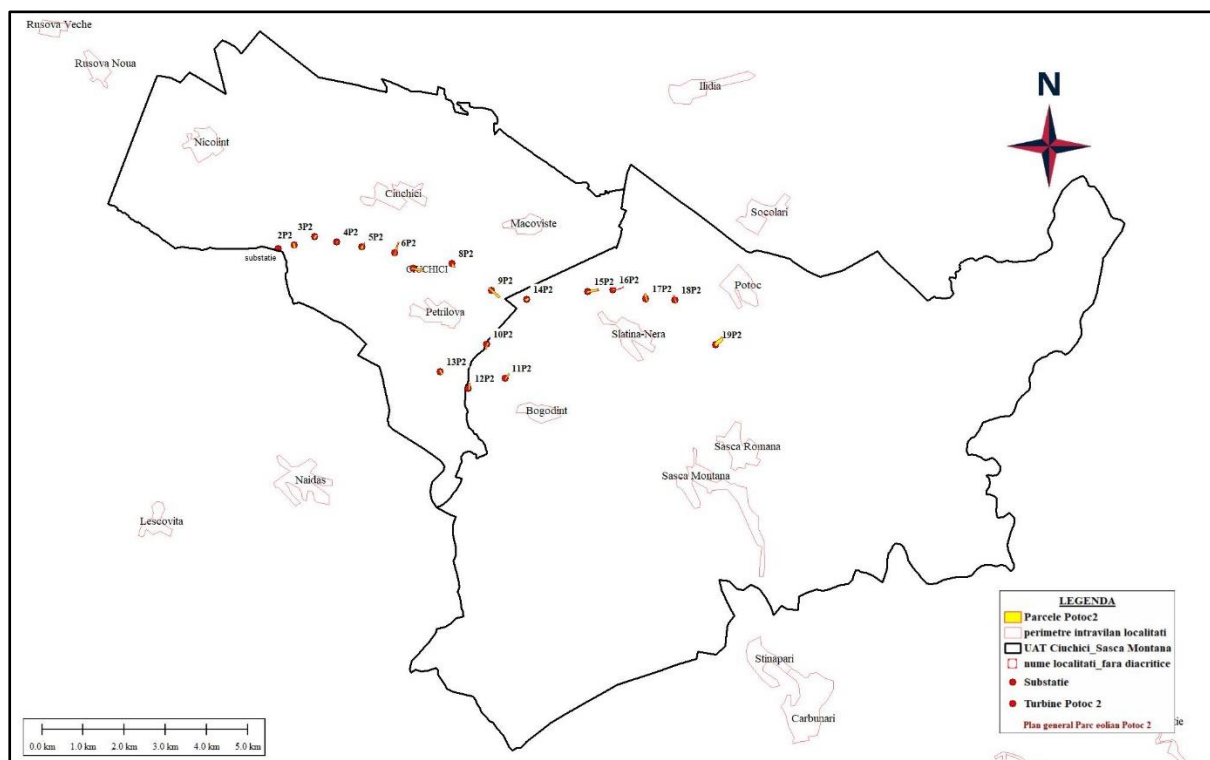 Rusova Veche
Rusova Noua
Ilidia
N
Nicolint
Ciuchici
Socolari
Macoviste
2P2
3P2
4P2
5P2
6P2
8P2
substatie
CIUCHICI
9P2
14P2
15P2
16P2
17P2
18P2
Potoc
Petrilova
Slatina-Nera
10P2
19P2
13P2
12P2
11P2
Bogodint
Sasca Romana
Sasca Montana
Naidas
Lescovita
Stinapari
Carbunari
LEGENDA
Parcele Potoc2
perimetre intravilan localitati
UAT Ciuchici_Sasca Montana
nume localitati_fara diacritice
Substatie
Turbine Potoc 2
Plan general Parc eolian Potoc 2
0.0 km 1.0 km 2.0 km 3.0 km 4.0 km 5.0 km